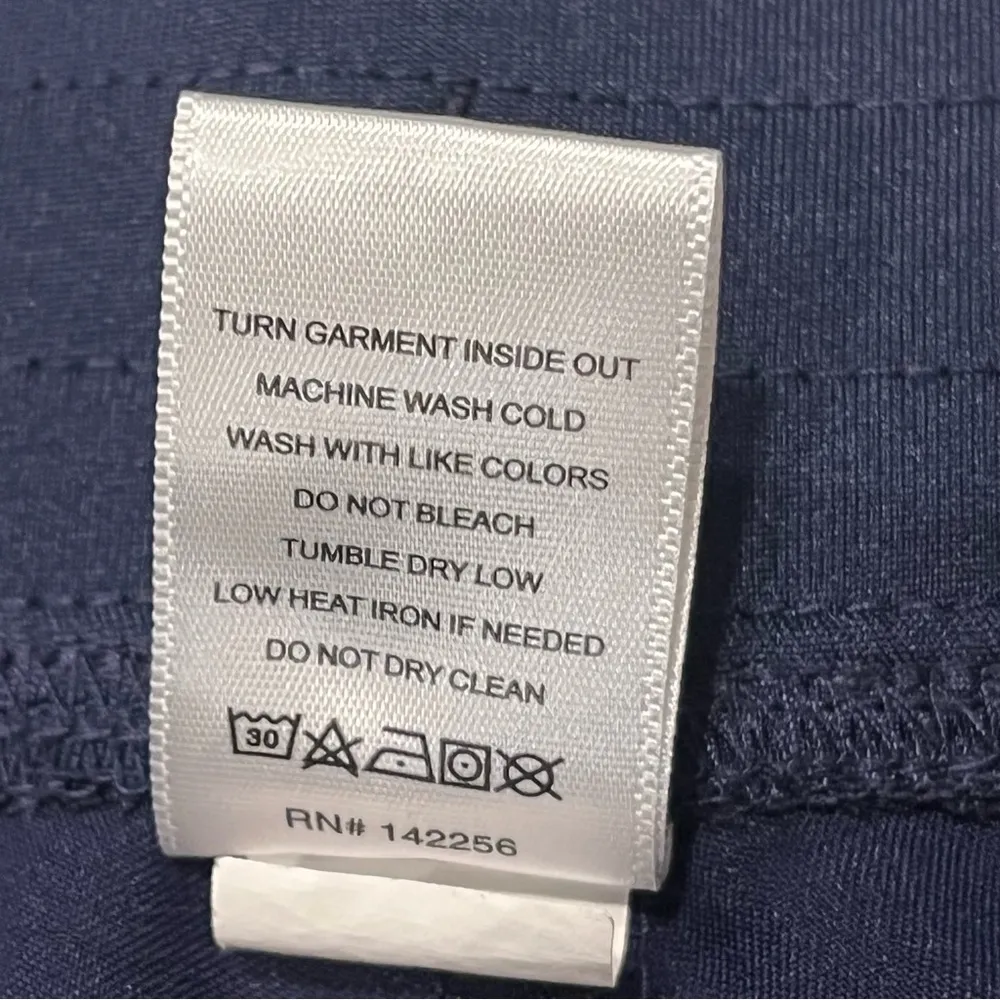 TURN GARMENT INSIDE OUT
MACHINE WASH COLD
WASH WITH LIKE COLORS
DO NOT BLEACH
TUMBLE DRY LOW
LOW HEAT IRON IF NEEDED
DO NOT DRY CLEAN
30
RN# 142256